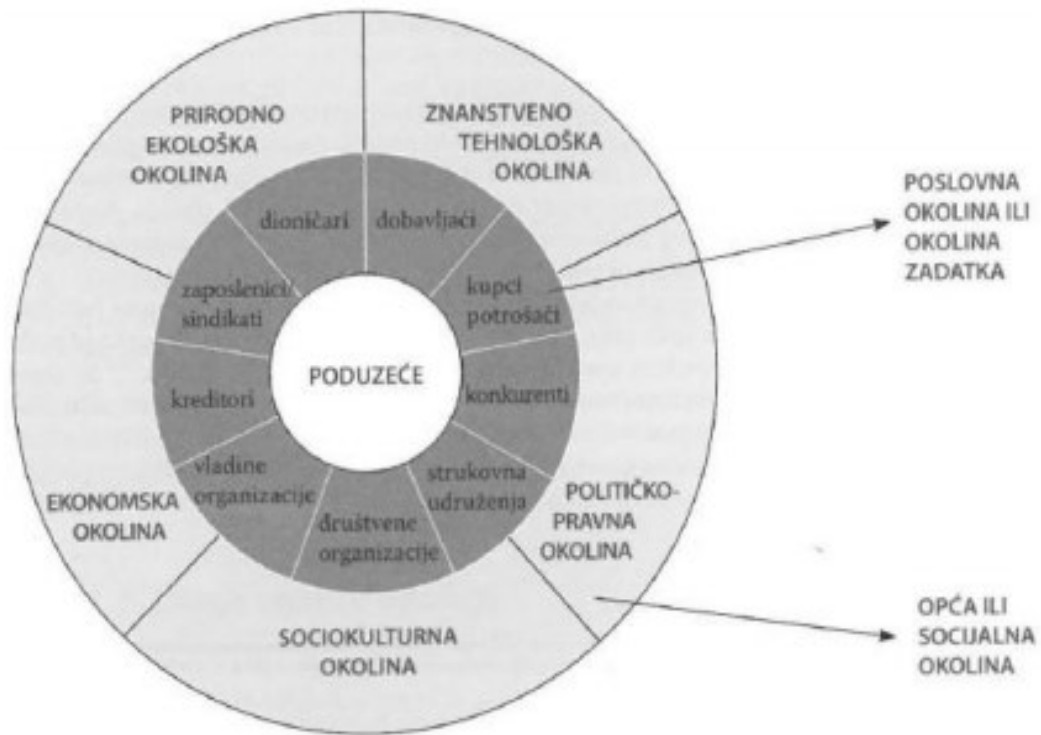 PRIRODNO
EKOLOŠKA
OKOLINA
ZNANSTVENO
TEHNOLOŠKA
OKOLINA
POSLOVNA
OKOLINA ILI
OKOLINA
ZADATKA
dioničari
dobavljači
zaposlenici/
sindikati
kupci
potrošači
PODUZEĆE
kreditori
konkurenti
vladine
organizacije
strukovna
udruženja
društvene
organizacije
EKONOMSKA
OKOLINA
POLITIČKO-
PRAVNA
OKOLINA
SOCIOKULTURNA
OKOLINA
OPĆA ILI
SOCIJALNA
OKOLINA